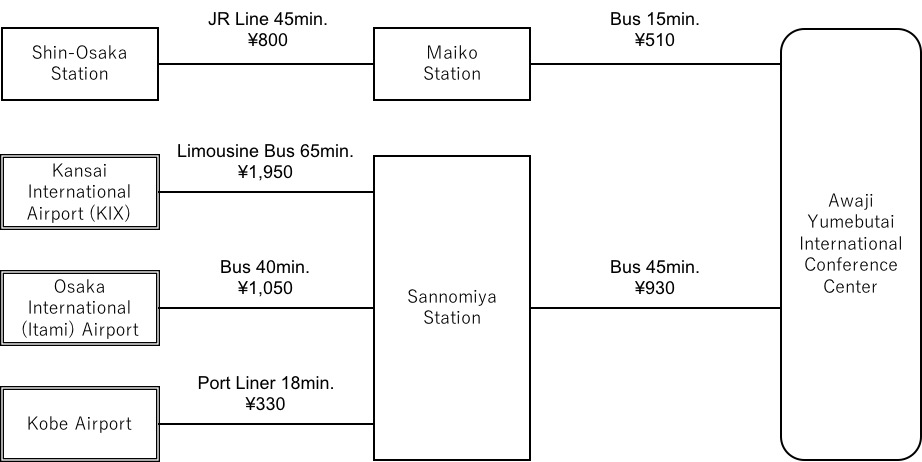 JR Line 45min.
¥800
Bus 15min.
¥510
Shin-Osaka
Station
Maiko
Station
Limousine Bus 65min.
¥1,950
Kansai
International
Airport (KIX)
Bus 40min.
¥1,050
Osaka
International
(Itami) Airport
Sannomiya
Station
Bus 45min.
¥930
Port Liner 18min.
¥330
Kobe Airport
Awaji
Yumebutai
International
Conference
Center